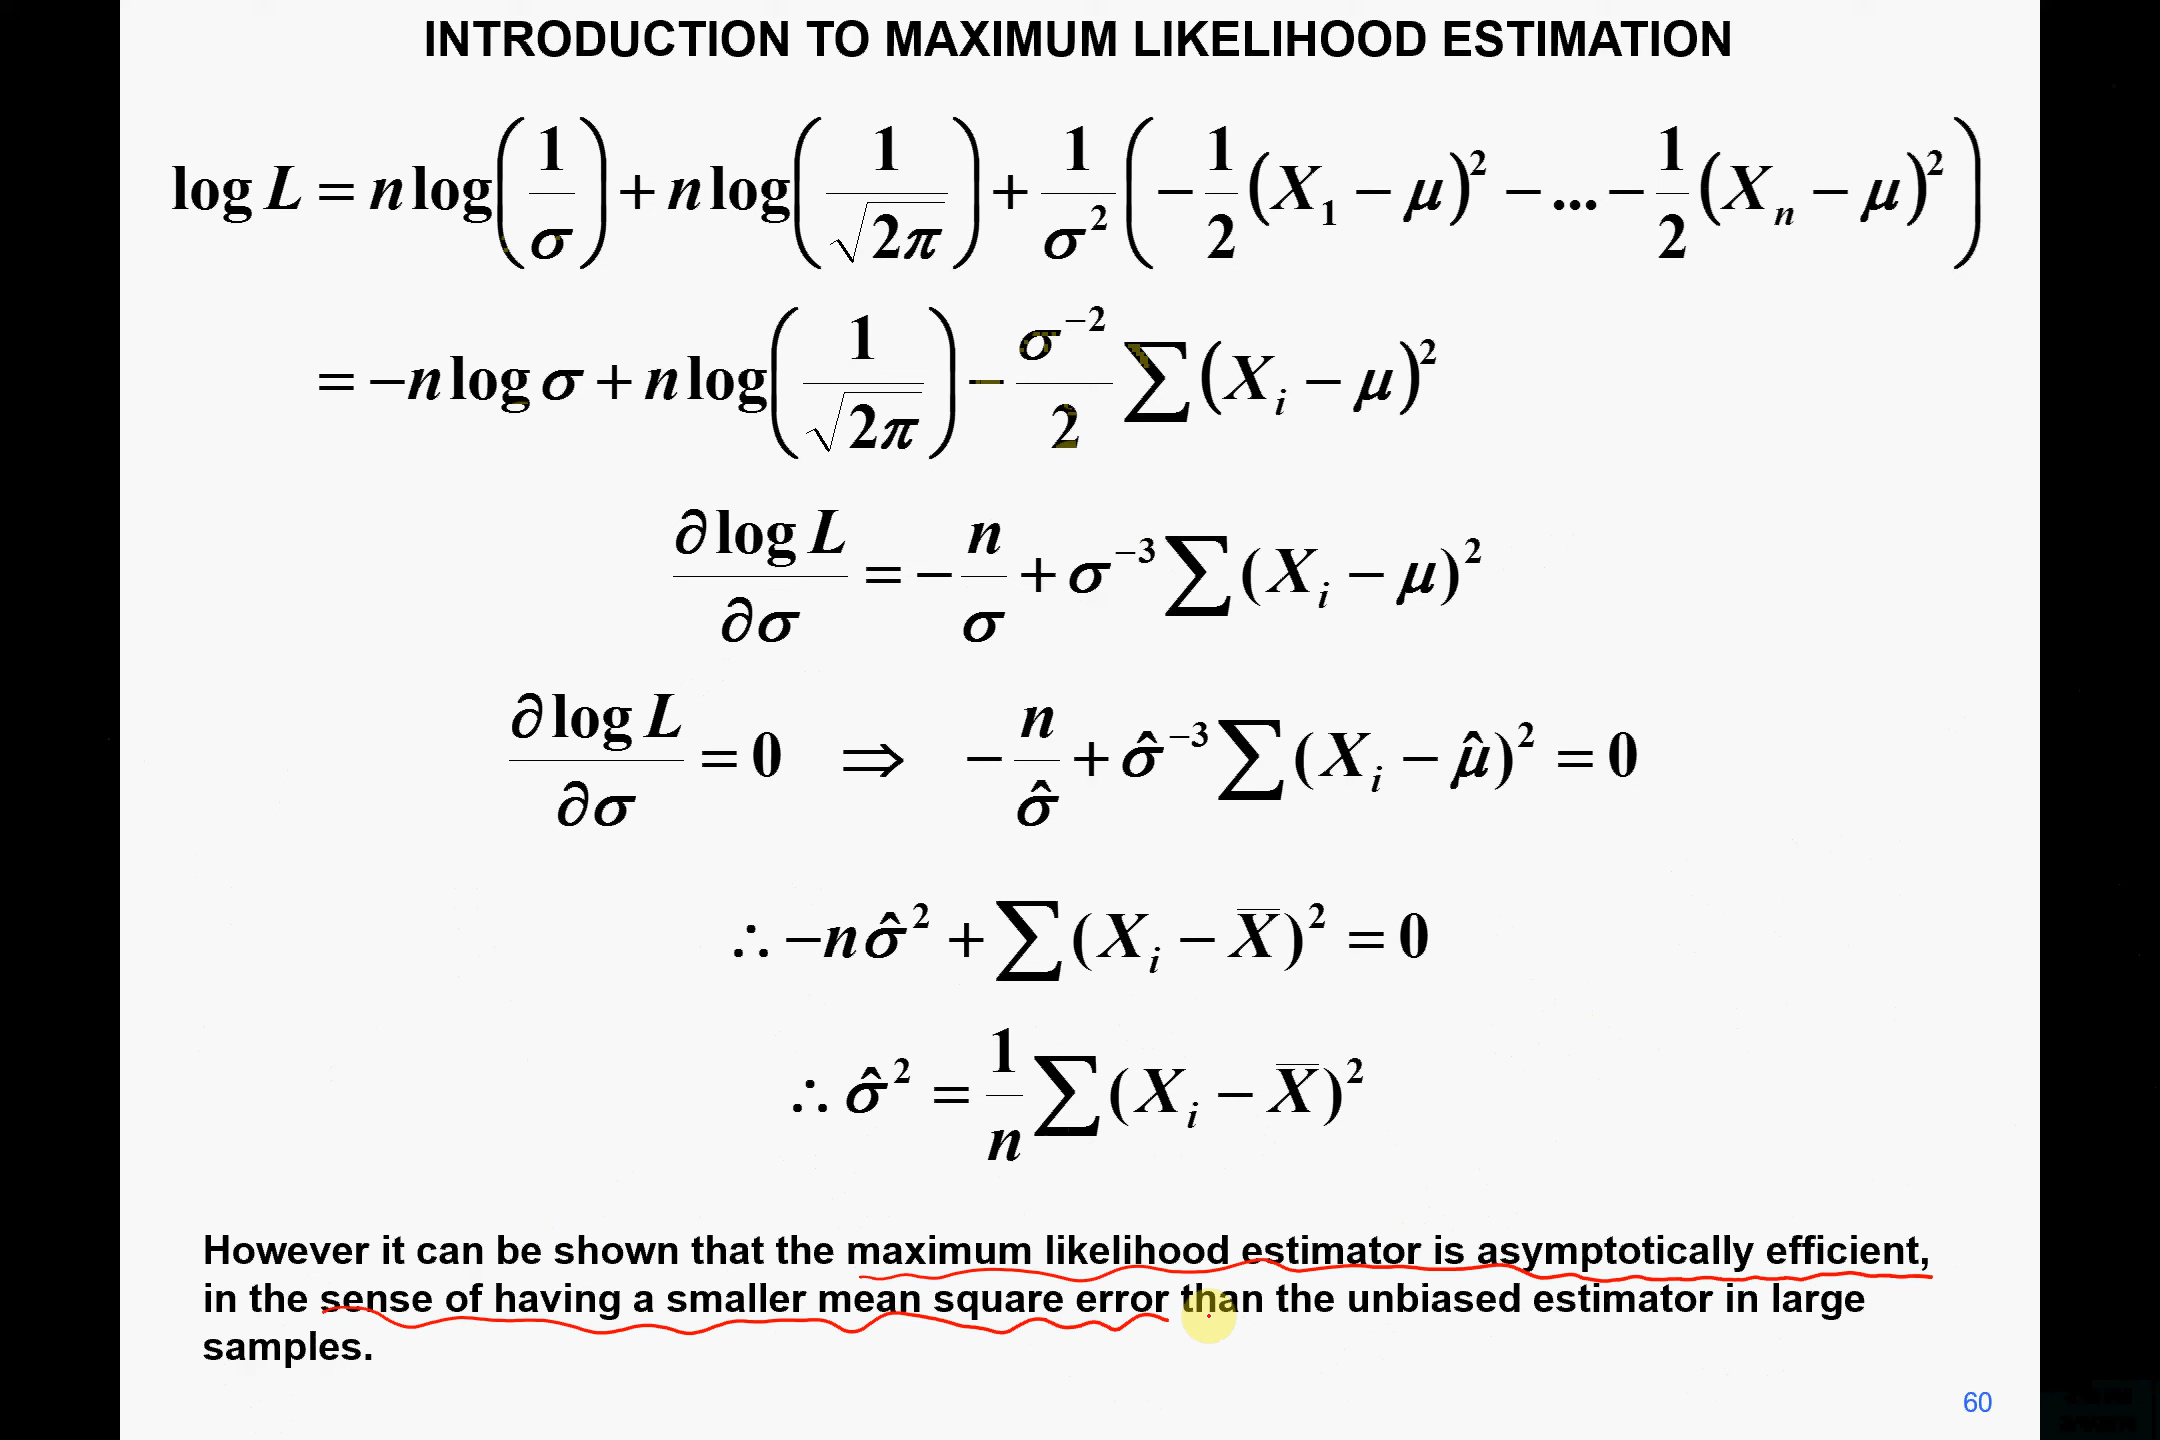 INTRODUCTION TO MAXIMUM LIKELIHOOD ESTIMATION
log L = n log(1/σ) + n log(1/√2π) + 1/σ² (−1/2 (X₁ − μ)² − ... − 1/2 (Xₙ − μ)²)
= −n log σ + n log(1/√2π) − σ⁻²/2 ∑(Xᵢ − μ)²
∂ log L/∂σ = −n/σ + σ⁻³ ∑(Xᵢ − μ)²
∂ log L/∂σ = 0 ⇒ −n/σ̂ + σ̂⁻³ ∑(Xᵢ − μ̂)² = 0
∴ −nσ̂² + ∑(Xᵢ − X̅)² = 0
∴ σ̂² = 1/n ∑(Xᵢ − X̅)²
However it can be shown that the maximum likelihood estimator is asymptotically efficient,
in the sense of having a smaller mean square error than the unbiased estimator in large
samples.
60